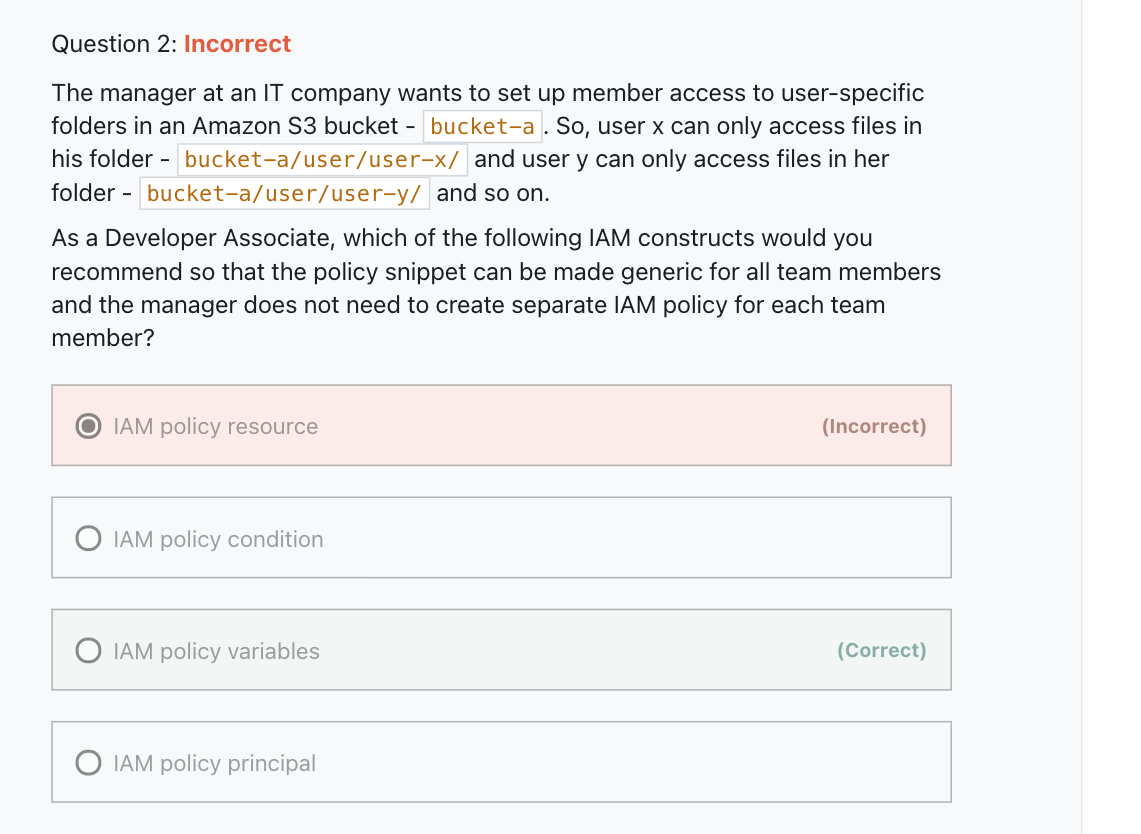 Question 2: Incorrect
The manager at an IT company wants to set up member access to user-specific
folders in an Amazon S3 bucket - bucket-a. So, user x can only access files in
his folder - bucket-a/user/user-x/ and user y can only access files in her
folder - bucket-a/user/user-y/ and so on.
As a Developer Associate, which of the following IAM constructs would you
recommend so that the policy snippet can be made generic for all team members
and the manager does not need to create separate IAM policy for each team
member?
IAM policy resource (Incorrect)
IAM policy condition
IAM policy variables (Correct)
IAM policy principal